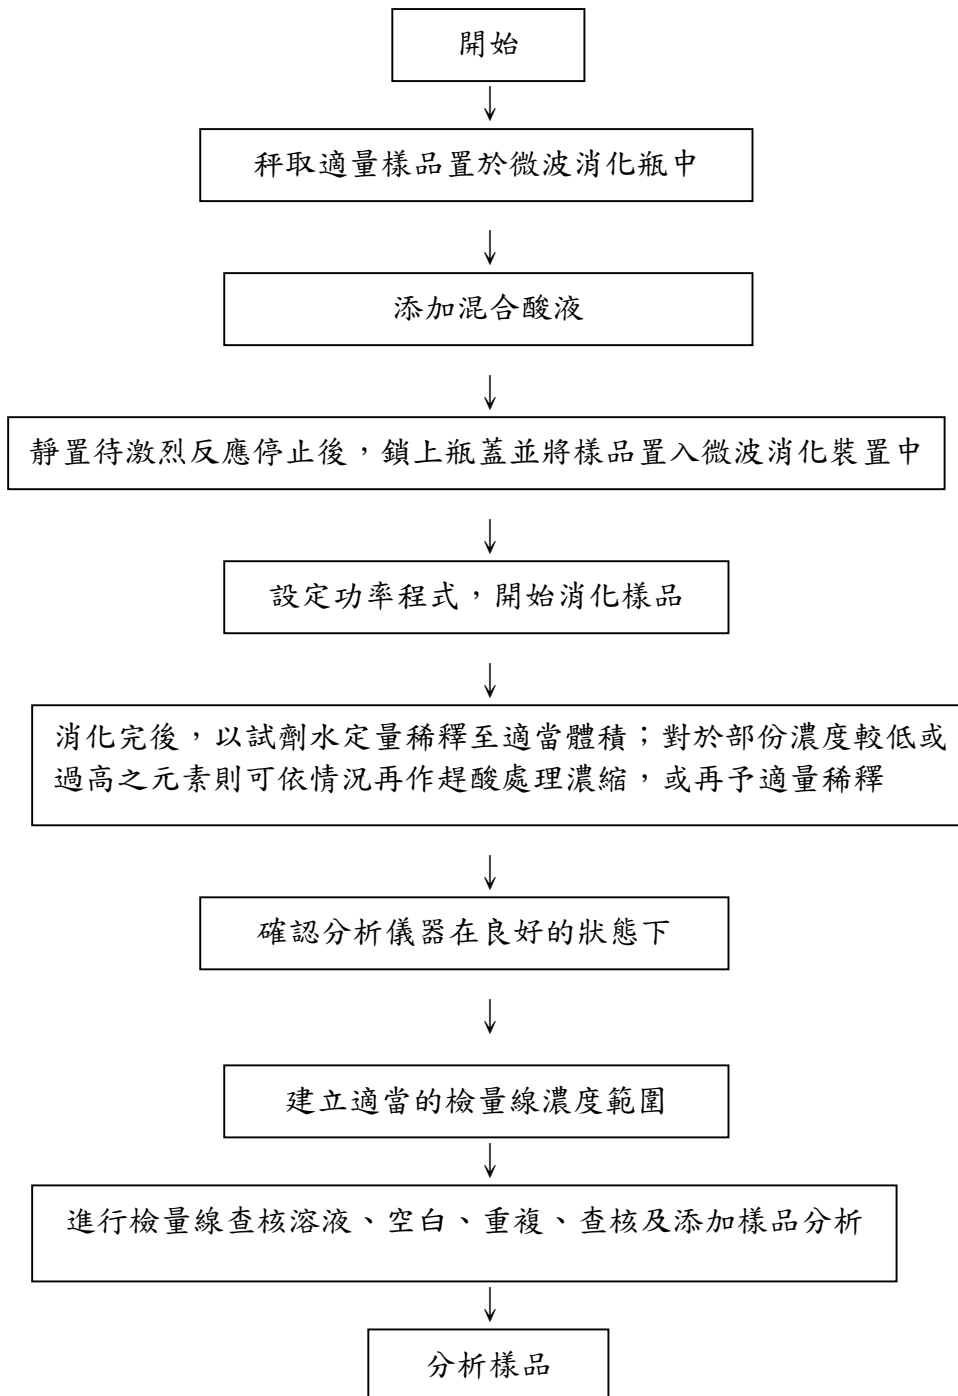 開始
秤取適量樣品置於微波消化瓶中
添加混合酸液
靜置待激烈反應停止後，鎖上瓶蓋並將樣品置入微波消化裝置中
設定功率程式，開始消化樣品
消化完後，以試劑水定量稀釋至適當體積；對於部份濃度較低或
過高之元素則可依情況再作趕酸處理濃缩，或再予適量稀釋
確認分析儀器在良好的狀態下
建立適當的檢量線濃度範圍
進行檢量線查核溶液、空白、重複、查核及添加樣品分析
分析樣品